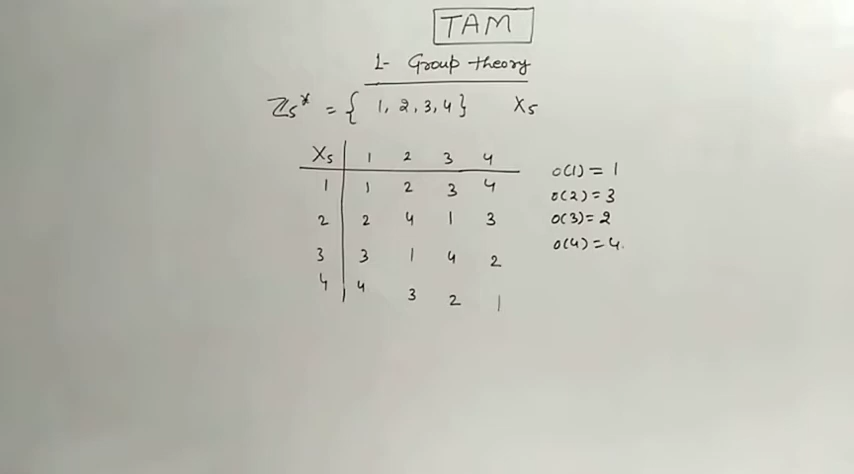 TAM
1- Group theory
ℤ₅* = { 1, 2, 3, 4 } X₅
X₅ 1 2 3 4
1 1 2 3 4
2 2 4 1 3
3 3 1 4 2
4 4 3 2 1
o(1) = 1
o(2) = 3
o(3) = 2
o(4) = 4.